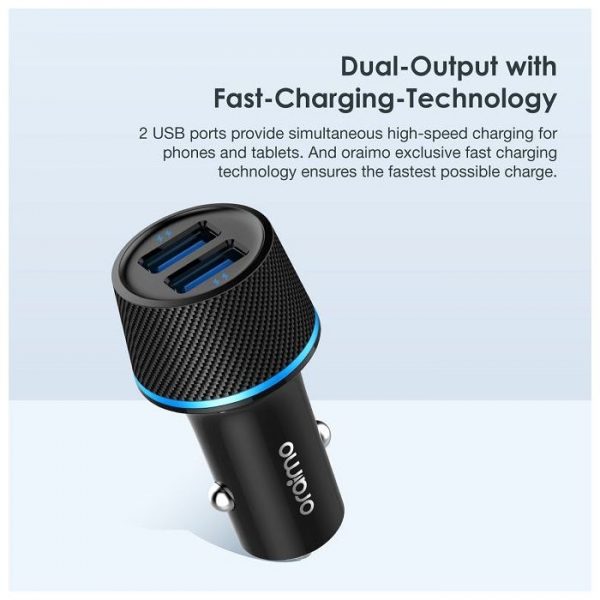 Dual-Output with
Fast-Charging-Technology
2 USB ports provide simultaneous high-speed charging for
phones and tablets. And oraimo exclusive fast charging
technology ensures the fastest possible charge.
oraimo